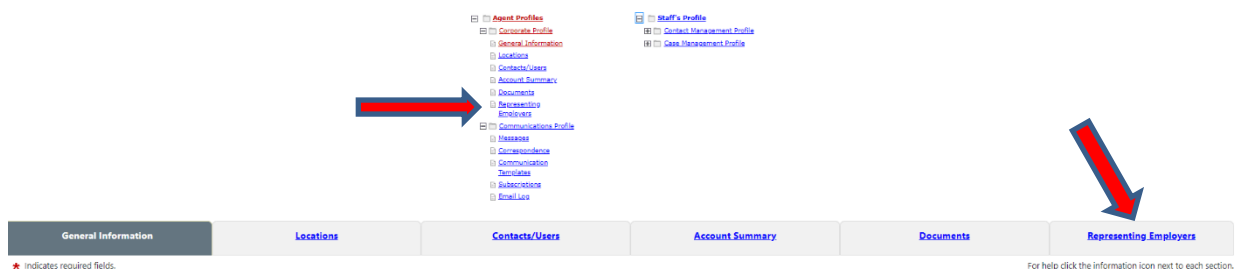 Agent Profiles
Corporate Profile
General Information
Locations
Contacts/Users
Account Summary
Documents
Representing
Employers
Communications Profile
Messages
Correspondence
Communication
Templates
Subscriptions
Email Log
Staff's Profile
Contact Management Profile
Case Management Profile
General Information
Locations
Contacts/Users
Account Summary
Documents
Representing Employers
* Indicates required fields.
For help click the information icon next to each section.